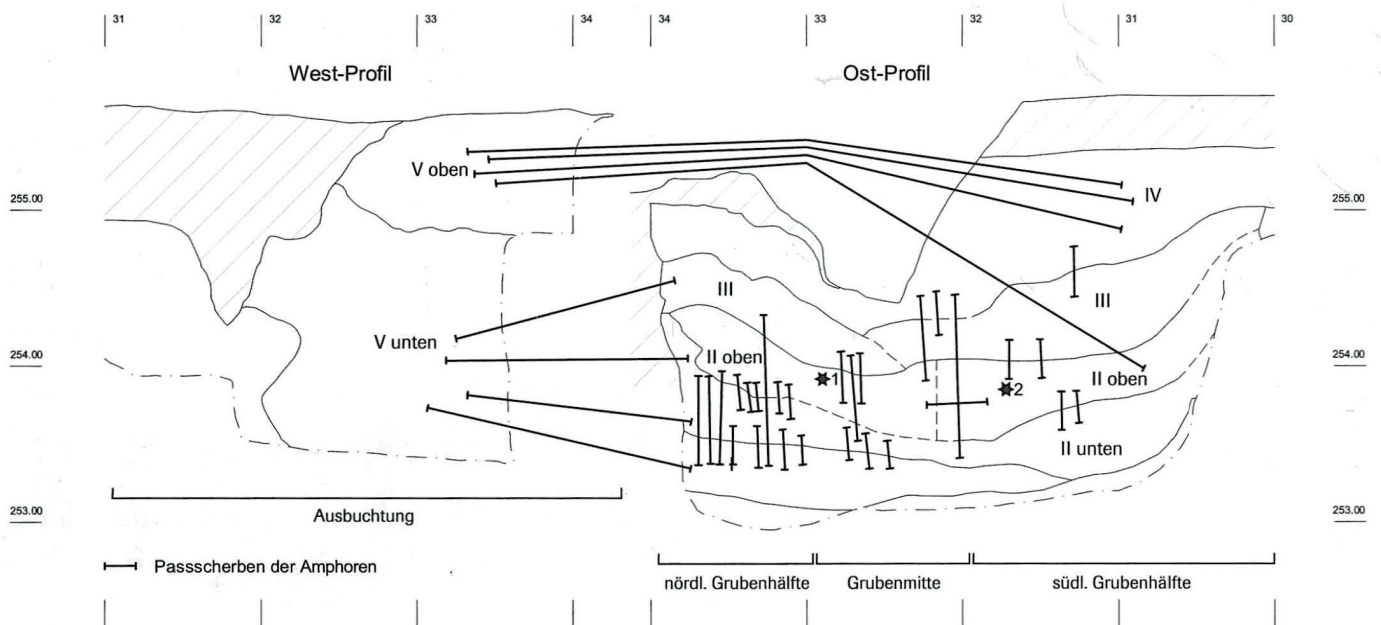 31 32 33 34 34 33 32 31 30
West-Profil Ost-Profil
V oben
IV
255.00 255.00
III
III
V unten
254.00 II oben 1 254.00
2 II oben
II unten
253.00 Ausbuchtung 253.00
Passscherben der Amphoren
nördl. Grubenhälfte Grubenmitte südl. Grubenhälfte